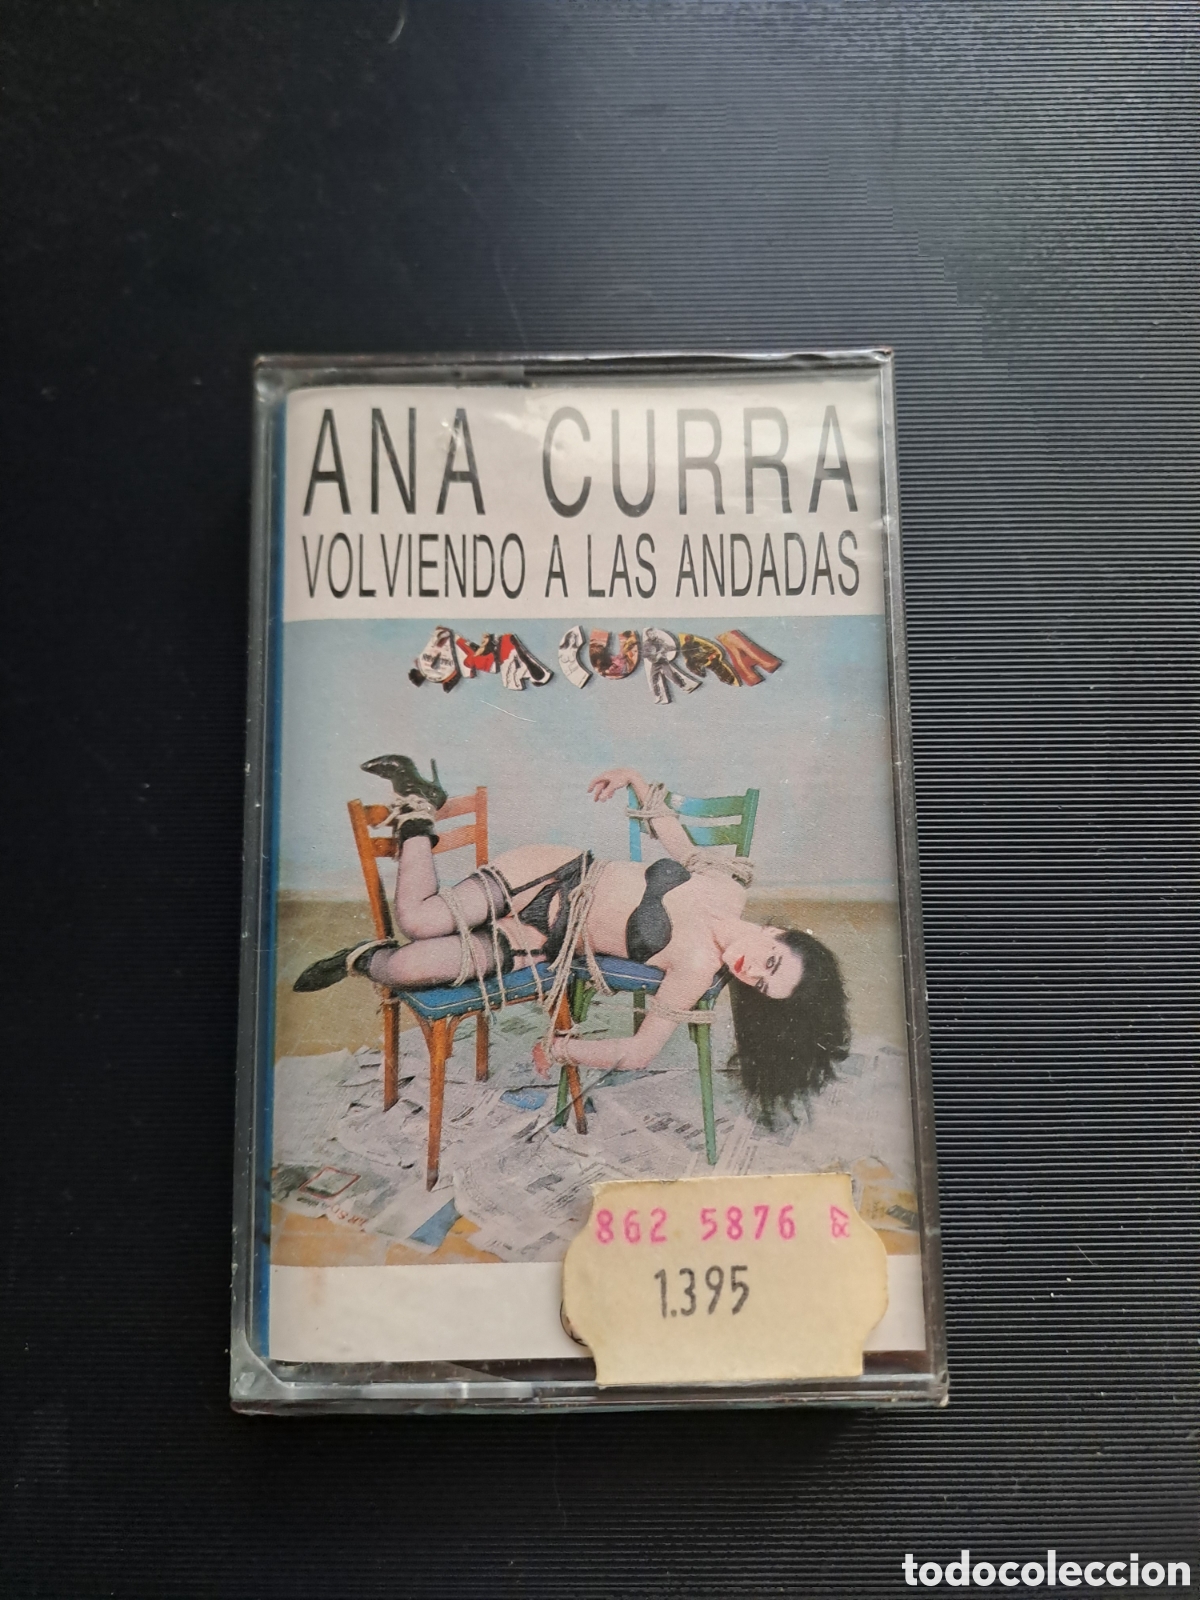 ANA CURRA
VOLVIENDO A LAS ANDADAS
ANA CURRA
862 5876
1.395
todocoleccion